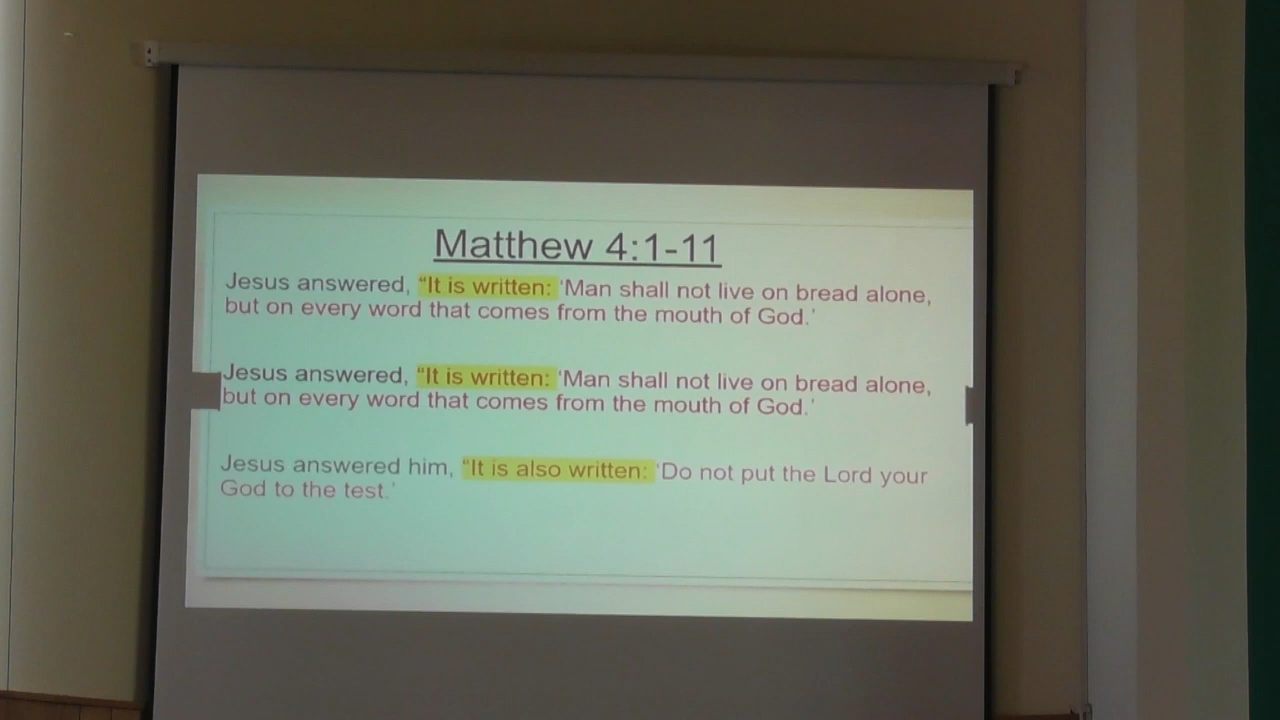 Matthew 4:1-11
Jesus answered, “It is written: ‘Man shall not live on bread alone,
but on every word that comes from the mouth of God.’
Jesus answered, “It is written: ‘Man shall not live on bread alone,
but on every word that comes from the mouth of God.’
Jesus answered him, “It is also written: ‘Do not put the Lord your
God to the test.’